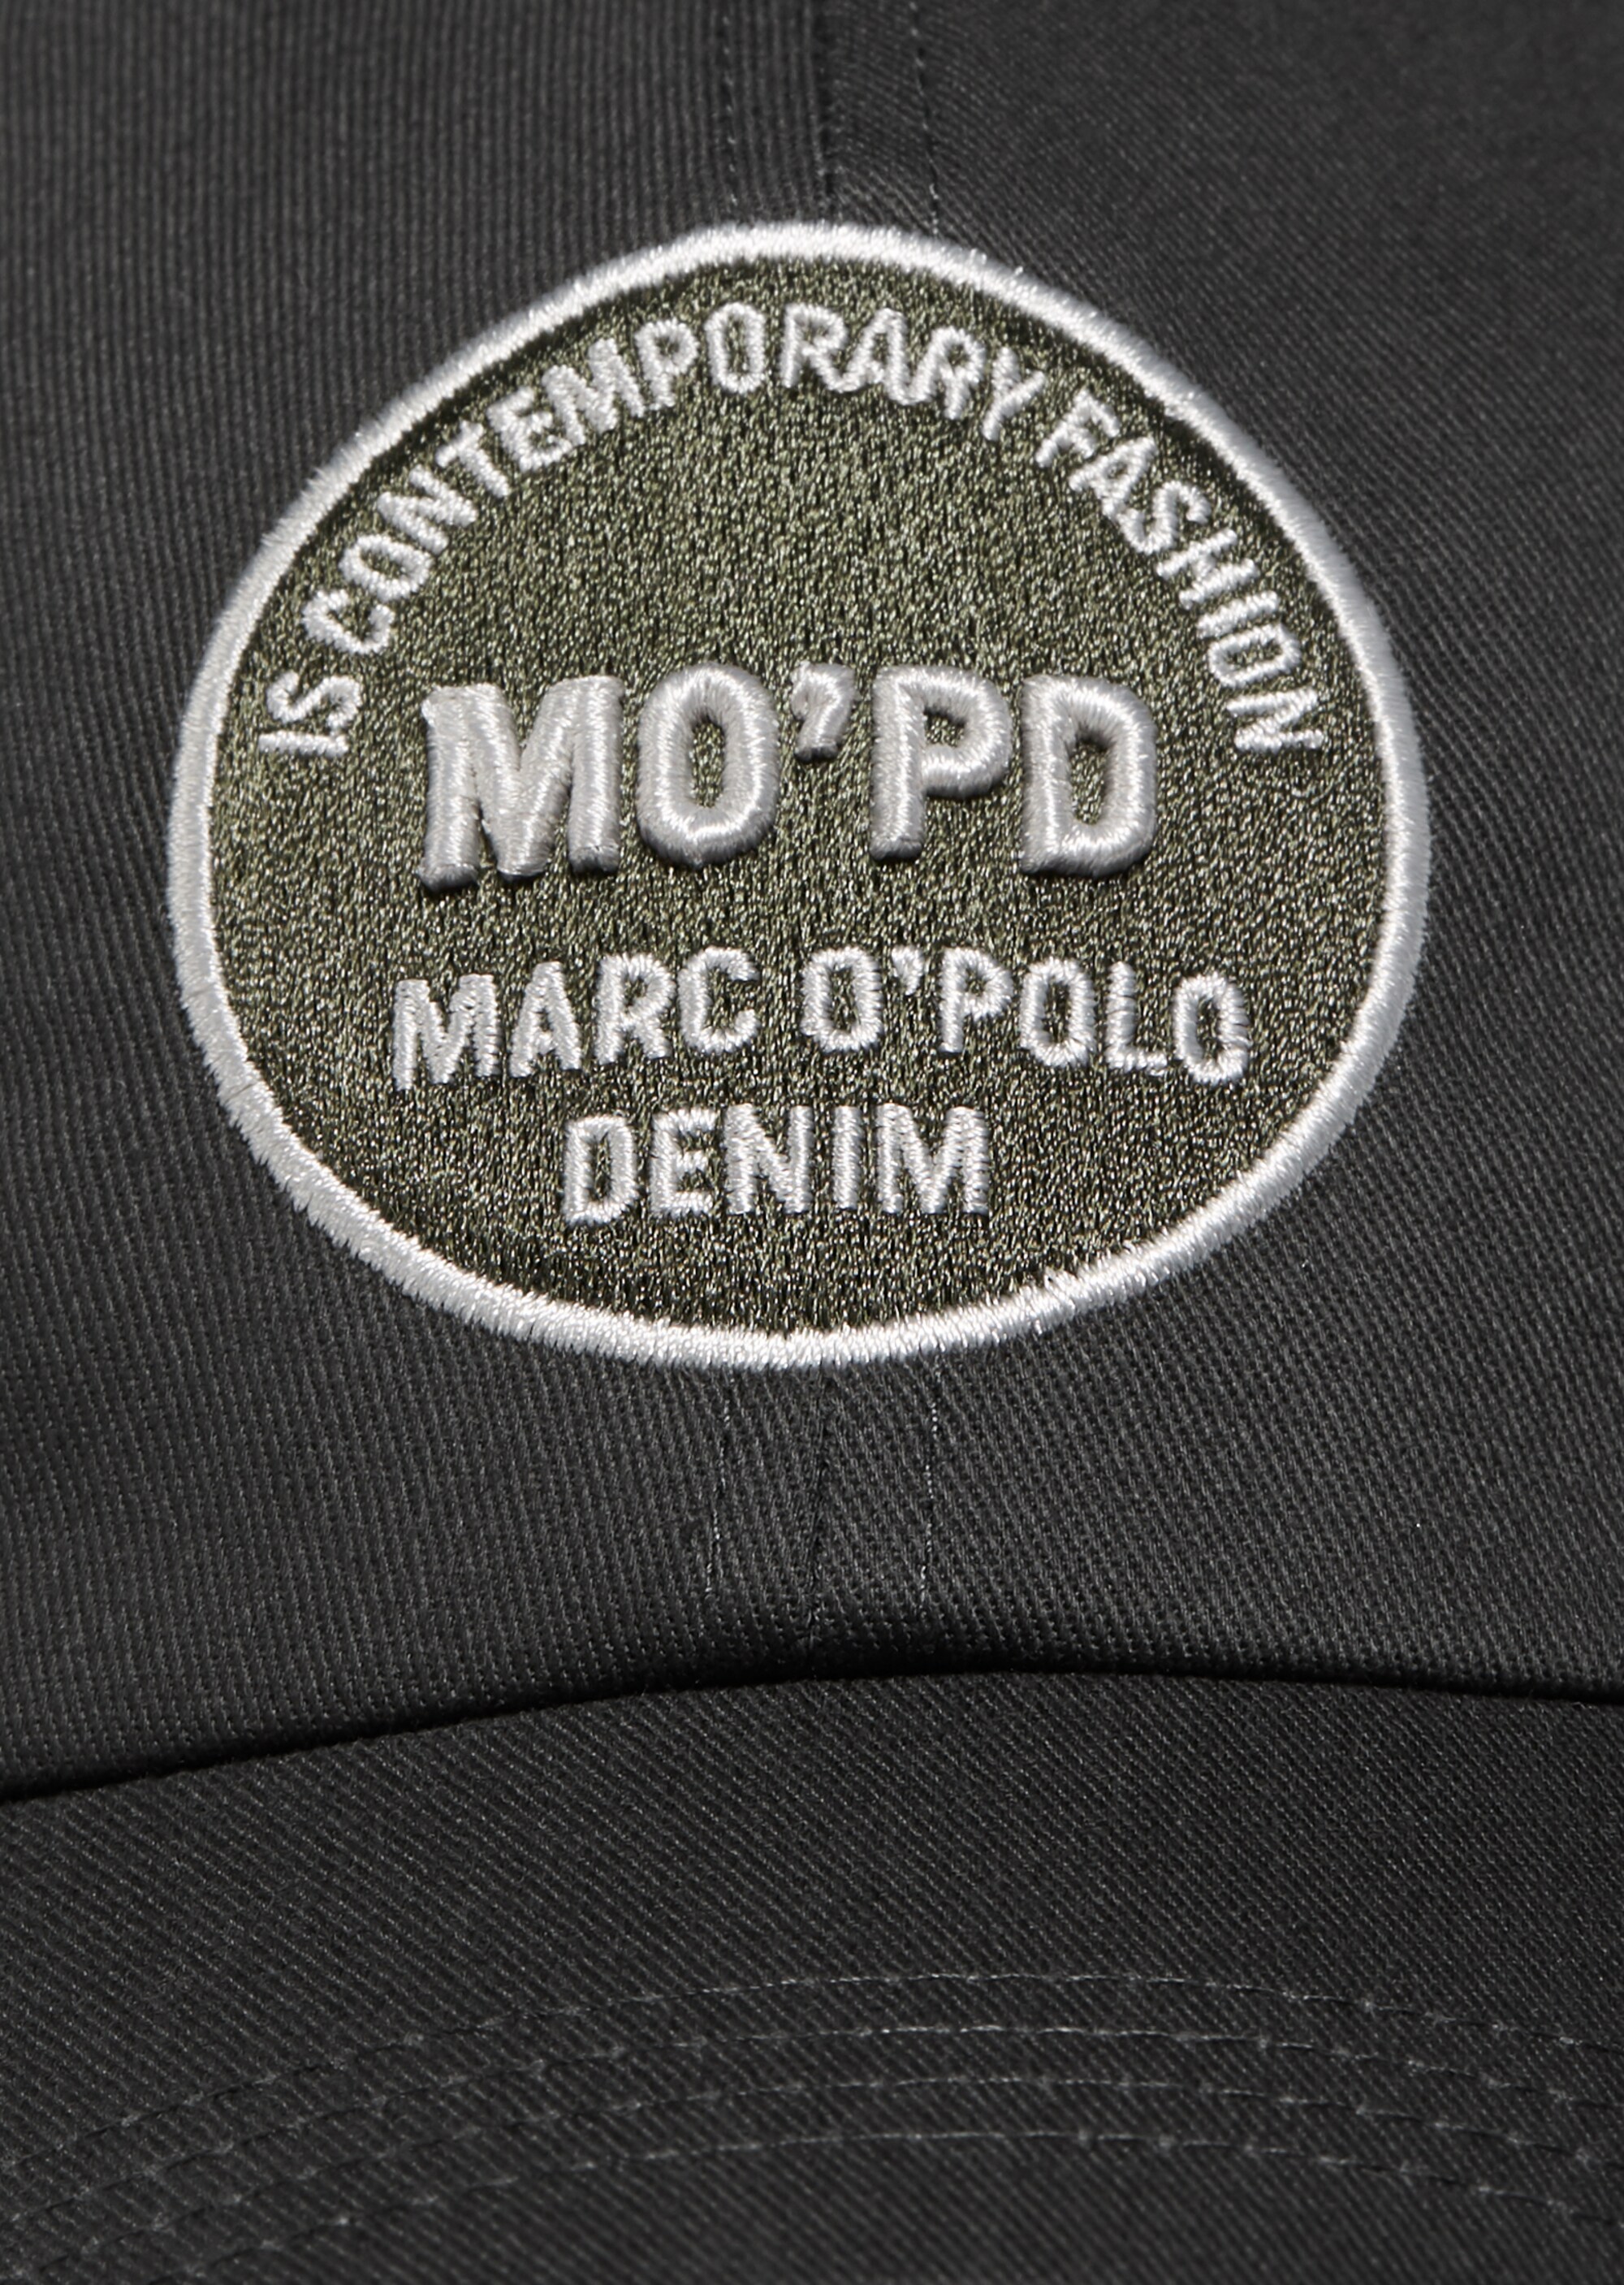 IS CONTEMPORARY FASHION
MO'PD
MARC O'POLO
DENIM